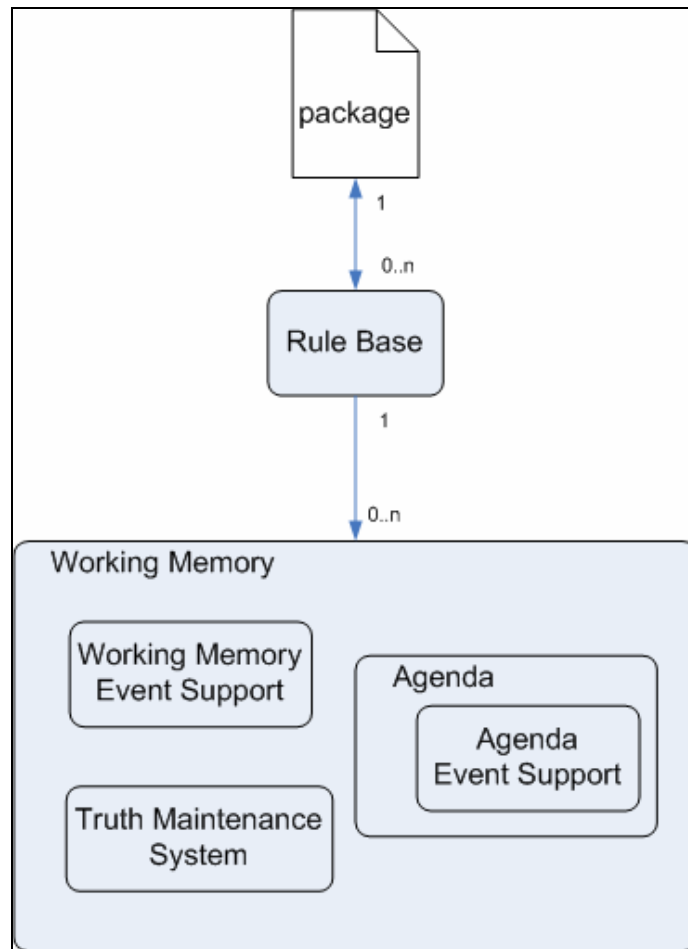 package
1
0..n
Rule Base
1
0..n
Working Memory
Working Memory
Event Support
Agenda
Agenda
Event Support
Truth Maintenance
System